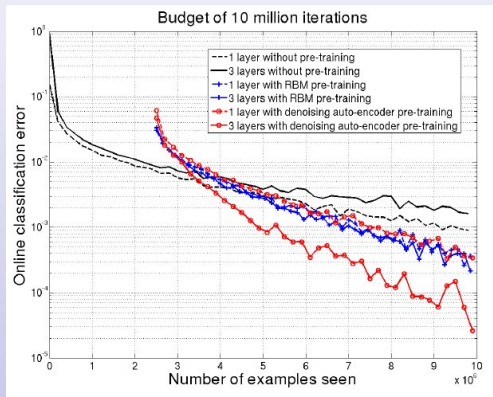 Budget of 10 million iterations
10^0
1 layer without pre-training
3 layers without pre-training
1 layer with RBM pre-training
3 layers with RBM pre-training
1 layer with denoising auto-encoder pre-training
3 layers with denoising auto-encoder pre-training
10^-1
10^-2
10^-3
10^-4
10^-5
Online classification error
0 1 2 3 4 5 6 7 8 9 10
x 10^6
Number of examples seen